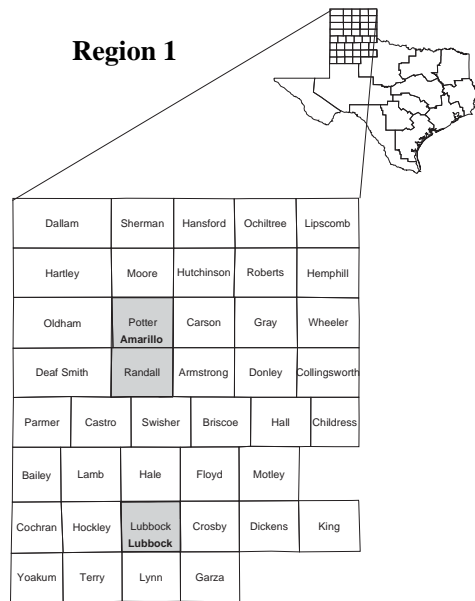 Region 1
Dallam Sherman Hansford Ochiltree Lipscomb
Hartley Moore Hutchinson Roberts Hemphill
Oldham Potter Carson Gray Wheeler
Amarillo
Deaf Smith Randall Armstrong Donley Collingsworth
Parmer Castro Swisher Briscoe Hall Childress
Bailey Lamb Hale Floyd Motley
Cochran Hockley Lubbock Crosby Dickens King
Lubbock
Yoakum Terry Lynn Garza